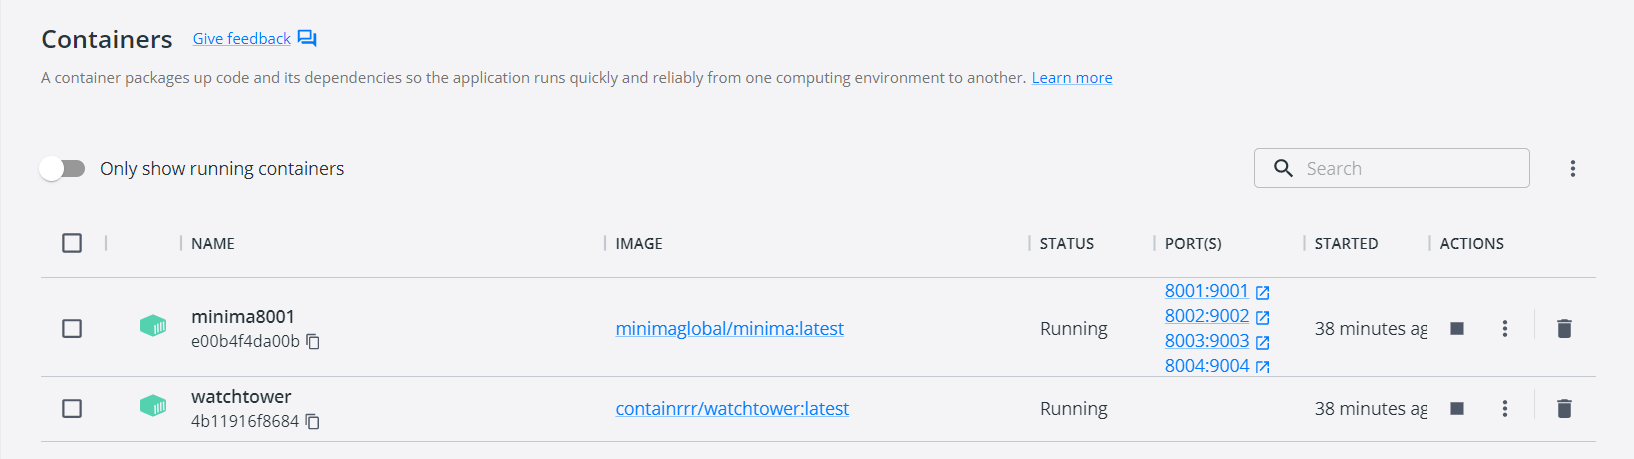 Containers Give feedback
A container packages up code and its dependencies so the application runs quickly and reliably from one computing environment to another. Learn more
Only show running containers
Search
NAME IMAGE STATUS PORT(S) STARTED ACTIONS
minima8001
e00b4f4da00b
minimaglobal/minima:latest
Running
8001:9001
8002:9002
8003:9003
8004:9004
38 minutes ag
watchtower
4b11916f8684
containrrr/watchtower:latest
Running
38 minutes ag